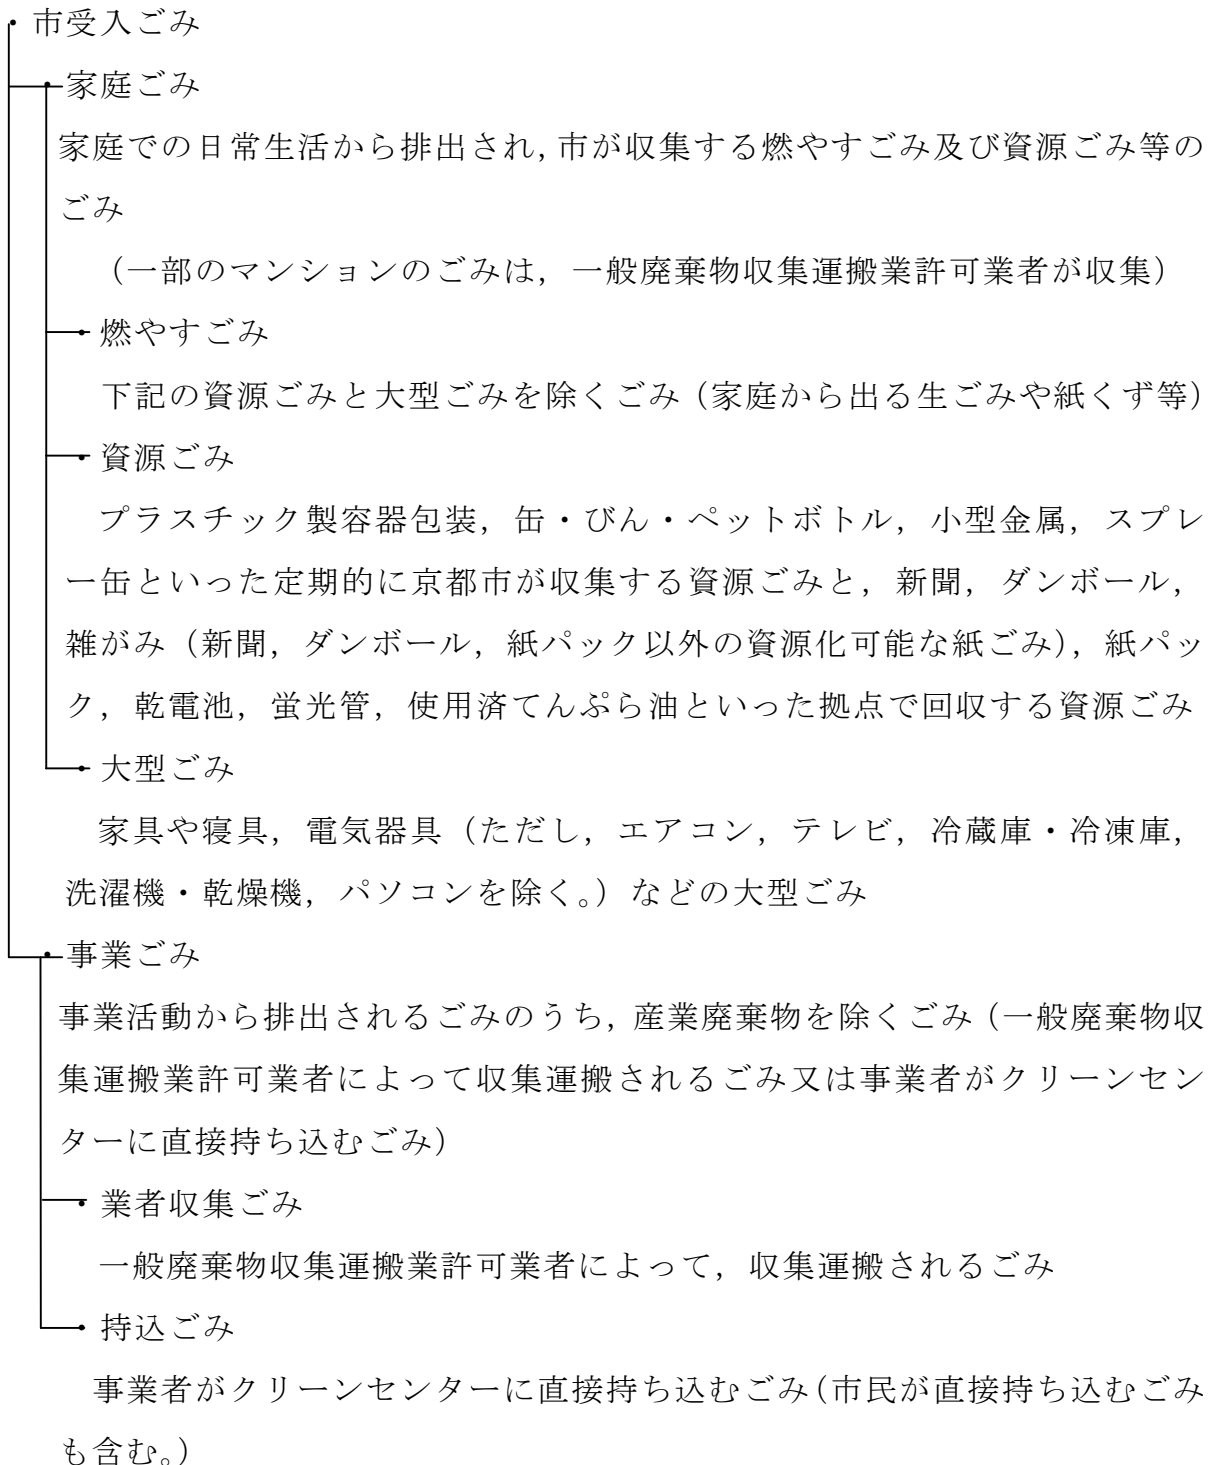 ・市受入ごみ
・家庭ごみ
家庭での日常生活から排出され,市が収集する燃やすごみ及び資源ごみ等の
ごみ
(一部のマンションのごみは,一般廃棄物収集運搬業許可業者が収集)
・燃やすごみ
下記の資源ごみと大型ごみを除くごみ(家庭から出る生ごみや紙くず等)
・資源ごみ
プラスチック製容器包装,缶・びん・ペットボトル,小型金属,スプレ
ー缶といった定期的に京都市が収集する資源ごみと,新聞,ダンボール,
雑がみ(新聞,ダンボール,紙パック以外の資源化可能な紙ごみ),紙パッ
ク,乾電池,蛍光管,使用済てんぷら油といった拠点で回収する資源ごみ
・大型ごみ
家具や寝具,電気器具(ただし,エアコン,テレビ,冷蔵庫・冷凍庫,
洗濯機・乾燥機,パソコンを除く。)などの大型ごみ
・事業ごみ
事業活動から排出されるごみのうち,産業廃棄物を除くごみ(一般廃棄物収
集運搬業許可業者によって収集運搬されるごみ又は事業者がクリーンセン
ターに直接持ち込むごみ)
・業者収集ごみ
一般廃棄物収集運搬業許可業者によって,収集運搬されるごみ
・持込ごみ
事業者がクリーンセンターに直接持ち込むごみ(市民が直接持ち込むごみ
も含む。)